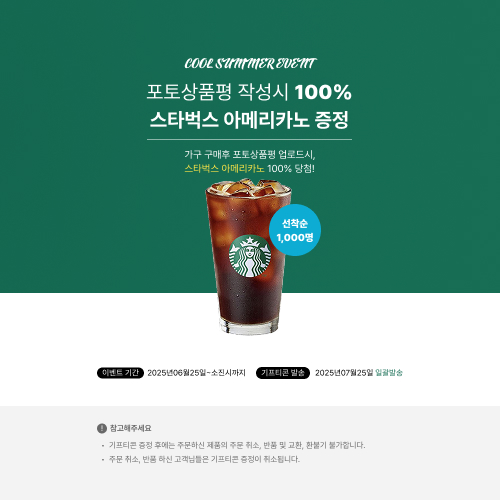 COOL SUMMER EVENT
포토상품평 작성시 100%
스타벅스 아메리카노 증정
가구 구매후 포토상품평 업로드시,
스타벅스 아메리카노 100% 당첨!
선착순
1,000명
이벤트 기간 2025년06월25일~소진시까지 기프티콘 발송 2025년07월25일 일괄발송
! 참고해주세요
• 기프티콘 증정 후에는 주문하신 제품의 주문 취소, 반품 및 교환, 환불기 불가합니다.
• 주문 취소, 반품 하신 고객님들은 기프티콘 증정이 취소됩니다.